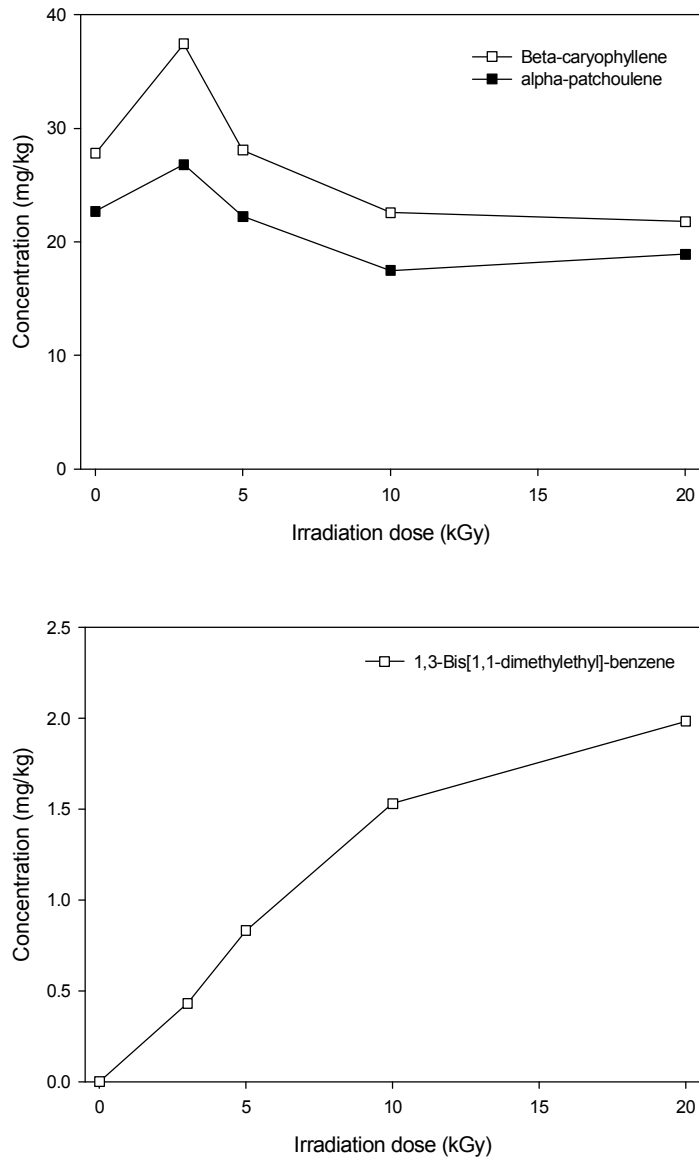 40
30
20
10
0
Concentration (mg/kg)
Beta-caryophyllene
alpha-patchoulene
0 5 10 15 20
Irradiation dose (kGy)
2.5
2.0
1.5
1.0
0.5
0.0
Concentration (mg/kg)
1,3-Bis[1,1-dimethylethyl]-benzene
0 5 10 15 20
Irradiation dose (kGy)